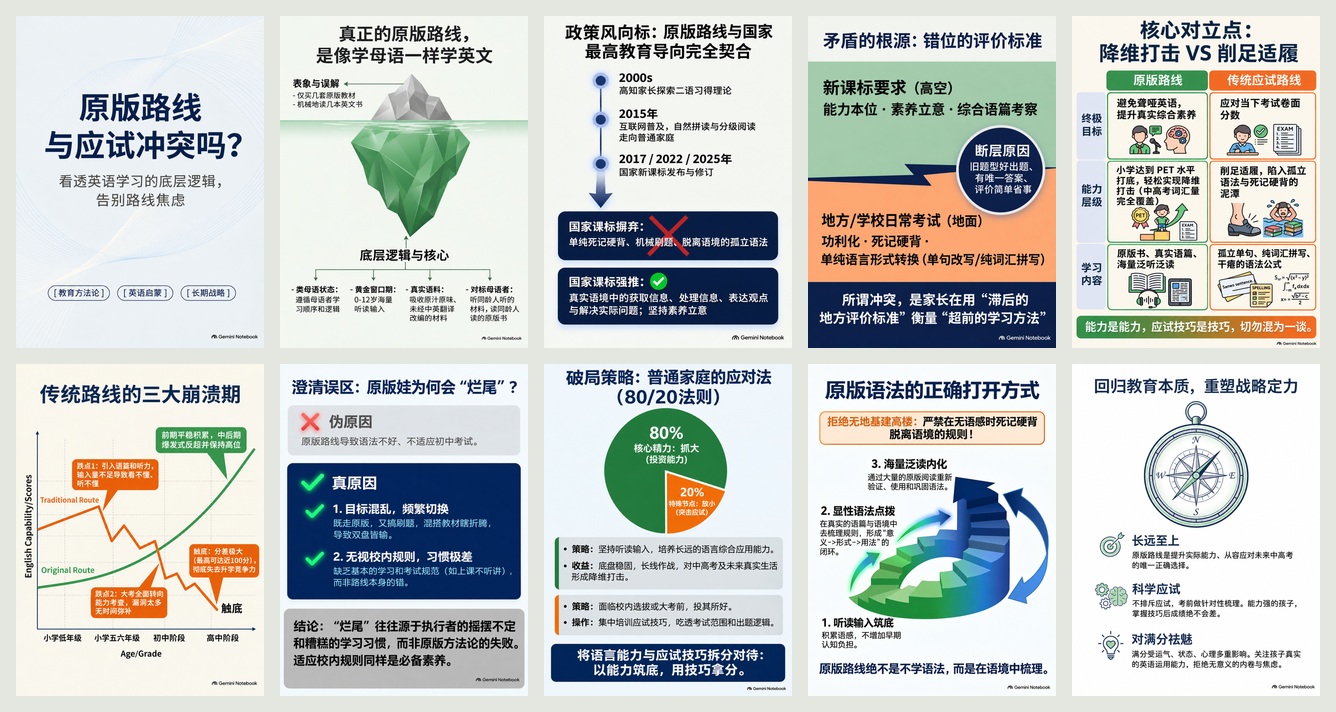 原版路线
与应试冲突吗？
看透英语学习的底层逻辑，
告别路线焦虑
[ 教育方法论 ] [ 英语启蒙 ] [ 长期战略 ]
Gemini Notebook
真正的原版路线，
是像学母语一样学英文
表象与误解
- 仅买几套原版教材
- 机械地读几本英文书
底层逻辑与核心
- 类母语状态：
遵循母语者学
习顺序和逻辑
- 黄金窗口期：
0-12岁海量
听读输入
- 真实语料：
吸收原汁原味、
未经中英翻译
改编的材料
- 对标母语者：
听同龄人听的
材料，读同龄人
读的原版书
Gemini Notebook
政策风向标：原版路线与国家
最高教育导向完全契合
2000s
高知家长探索二语习得理论
2015年
互联网普及，自然拼读与分级阅读
走向普通家庭
2017 / 2022 / 2025年
国家新课标发布与修订
国家课标摒弃：
单纯死记硬背、机械刷题、脱离语境的孤立语法
国家课标强推：
真实语境中的获取信息、处理信息、表达观点
与解决实际问题；坚持素养立意
Gemini Notebook
矛盾的根源：错位的评价标准
新课标要求（高空）
能力本位 · 素养立意 · 综合语篇考察
断层原因
旧题型好出题、
有唯一答案、
评价简单省事
地方/学校日常考试（地面）
功利化 · 死记硬背 ·
单纯语言形式转换（单句改写/纯词汇拼写）
所谓冲突，是家长在用“滞后的
地方评价标准”衡量“超前的学习方法”
Gemini Notebook
核心对立点：
降维打击 VS 削足适履
原版路线
传统应试路线
终极
目标
避免聋哑英语，
提升真实综合素养
应对当下考试卷面
分数
EXAM
能力
层级
小学达到 PET 水平
打底，轻松实现降维
打击（中高考词汇量
完全覆盖）
PET
EXAM
削足适履，陷入孤立
语法与死记硬背的
泥潭
学习
内容
原版书、真实语篇、
海量泛听泛读
孤立单句、纯词汇拼写、
干瘪的语法公式
SPELLING
能力是能力，应试技巧是技巧，切勿混为一谈。
Gemini Notebook
传统路线的三大崩溃期
English Capability/Scores
前期平稳积累，中后期
爆发式反超并保持高位
跌点1：引入语篇和听力，
输入量不足导致看不懂、
听不懂
Traditional Route
Original Route
触底：分差极大
（最高可达近100分），
彻底失去升学竞争力
跌点2：大考全面转向
能力考查，漏洞太多
无时间弥补
触底
小学低年级
小学五六年级
初中阶段
高中阶段
Age/Grade
Gemini Notebook
澄清误区：原版娃为何会“烂尾”？
伪原因
原版路线导致语法不好、不适应初中考试。
真原因
1. 目标混乱，频繁切换
既走原版，又搞刷题，混搭教材瞎折腾，
导致双盘皆输。
2. 无视校内规则，习惯极差
缺乏基本的学习和考试规范（如上课不听讲），
而非路线本身的错。
结论：“烂尾”往往源于执行者的摇摆不定
和糟糕的学习习惯，而非原版方法论的失败。
适应校内规则同样是必备素养。
Gemini Notebook
破局策略：普通家庭的应对法
（80/20法则）
80%
核心精力：抓大
（投资能力）
20%
特殊节点：放小
（突击应试）
• 策略：坚持听读输入，培养长远的语言综合应用能力。
• 收益：底盘稳固，长线作战，对中高考及未来真实生活
形成降维打击。
• 策略：面临校内选拔或大考前，投其所好。
• 操作：集中培训应试技巧，吃透考试范围和出题逻辑。
将语言能力与应试技巧拆分对待：
以能力筑底，用技巧拿分。
Gemini Notebook
原版语法的正确打开方式
拒绝无地基建高楼：严禁在无语感时死记硬背
脱离语境的规则！
3. 海量泛读内化
通过大量的原版阅读重新
验证、使用和巩固语法。
2. 显性语法点拨
在真实的语篇与语境中
去梳理规则，形成“意
义->形式->用法”的
闭环。
1. 听读输入筑底
积累语感，不增加早期
认知负担。
原版路线绝不是不学语法，而是在语境中梳理。
Gemini Notebook
回归教育本质，重塑战略定力
N
W
E
S
长远至上
原版路线是提升实际能力、从容应对未来中高考
的唯一正确选择。
科学应试
不排斥应试，考前做针对性梳理。能力强的孩子，
掌握技巧后成绩绝不会差。
对满分祛魅
满分受运气、状态、心理多重影响。关注孩子真实
的英语运用能力，拒绝无意义的内卷与焦虑。
Gemini Notebook